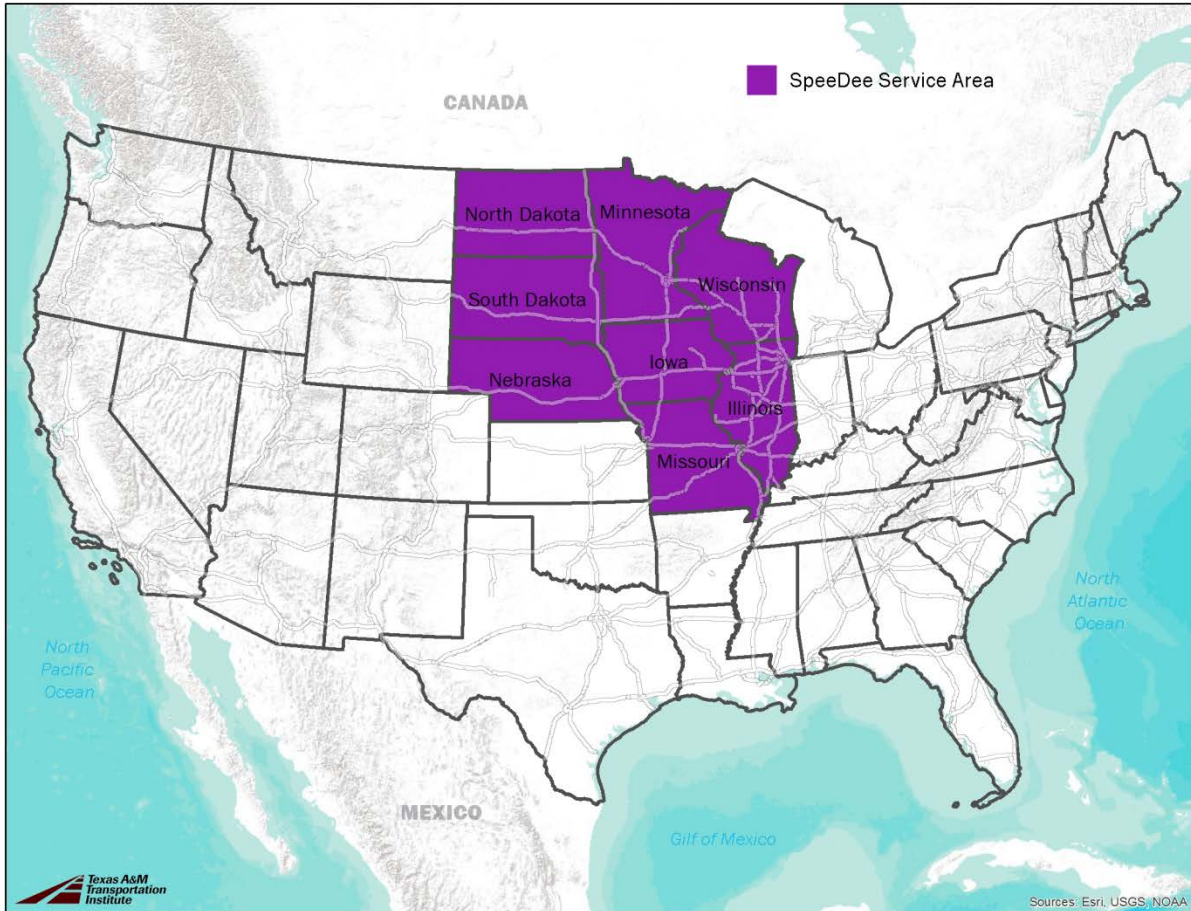 SpeeDee Service Area
CANADA
North Dakota
Minnesota
Wisconsin
South Dakota
Iowa
Nebraska
Illinois
Missouri
North
Atlantic
Ocean
North
Pacific
Ocean
MEXICO
Gilf of Mexico
Texas A&M
Transportation
Institute
Sources: Esri, USGS, NOAA